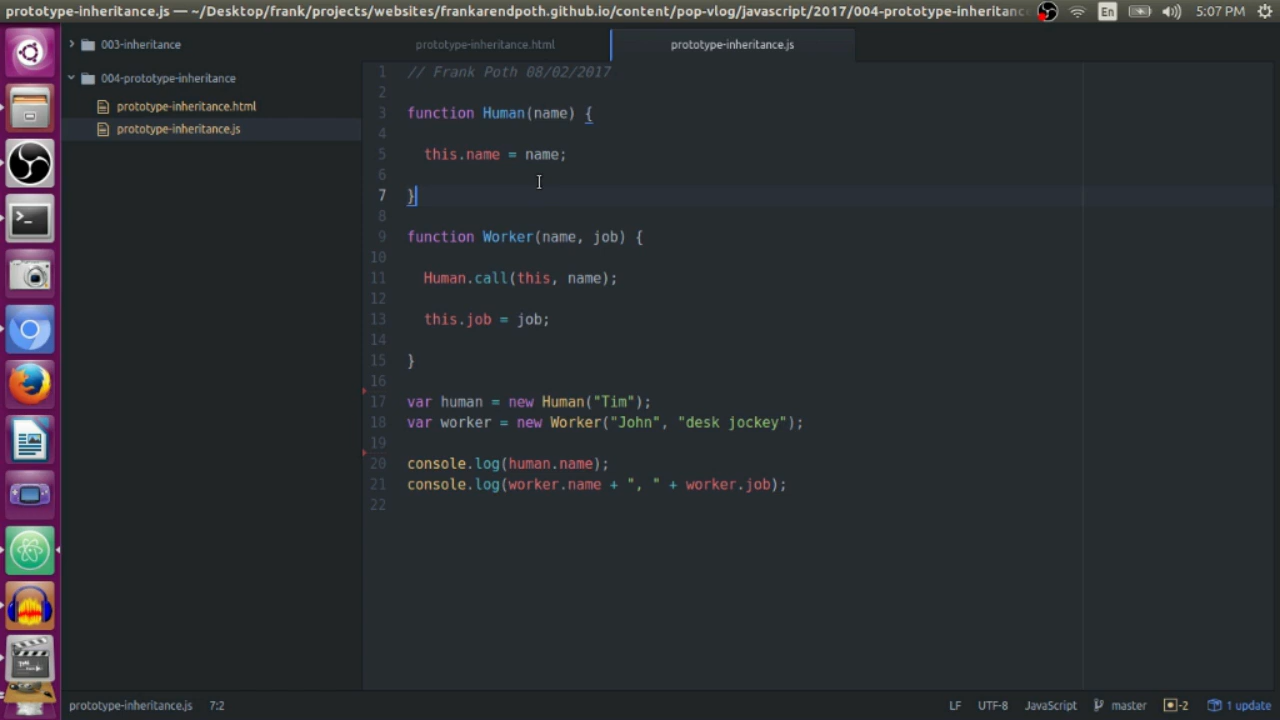 prototype-inheritance.js — ~/Desktop/frank/projects/websites/frankarendpoth.github.io/content/pop-vlog/javascript/2017/004-prototype-inheritanc
En
5:07 PM
003-inheritance
004-prototype-inheritance
prototype-inheritance.html
prototype-inheritance.js
prototype-inheritance.html
prototype-inheritance.js
1 // Frank Poth 08/02/2017
2
3 function Human(name) {
4
5 this.name = name;
6
7 }
8
9 function Worker(name, job) {
10
11 Human.call(this, name);
12
13 this.job = job;
14
15 }
16
17 var human = new Human("Tim");
18 var worker = new Worker("John", "desk jockey");
19
20 console.log(human.name);
21 console.log(worker.name + ", " + worker.job);
22
prototype-inheritance.js 7:2
LF UTF-8 JavaScript master -2 1 update